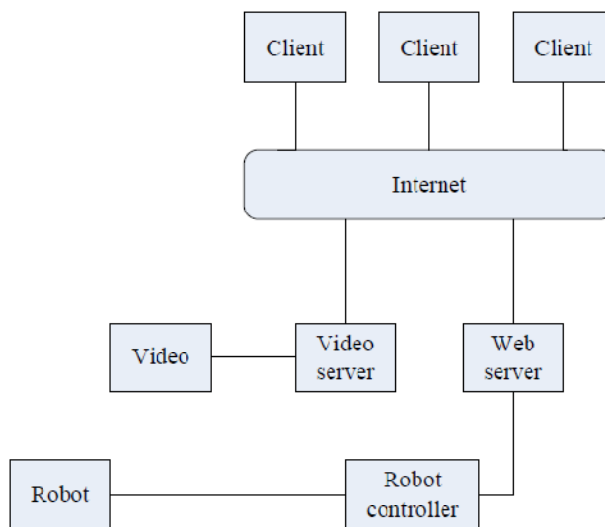 Client
Client
Client
Internet
Video
Video
server
Web
server
Robot
Robot
controller